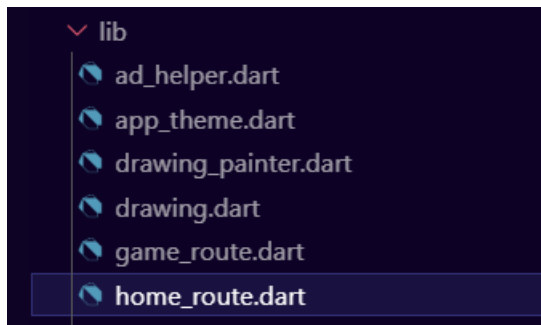 lib
ad_helper.dart
app_theme.dart
drawing_painter.dart
drawing.dart
game_route.dart
home_route.dart